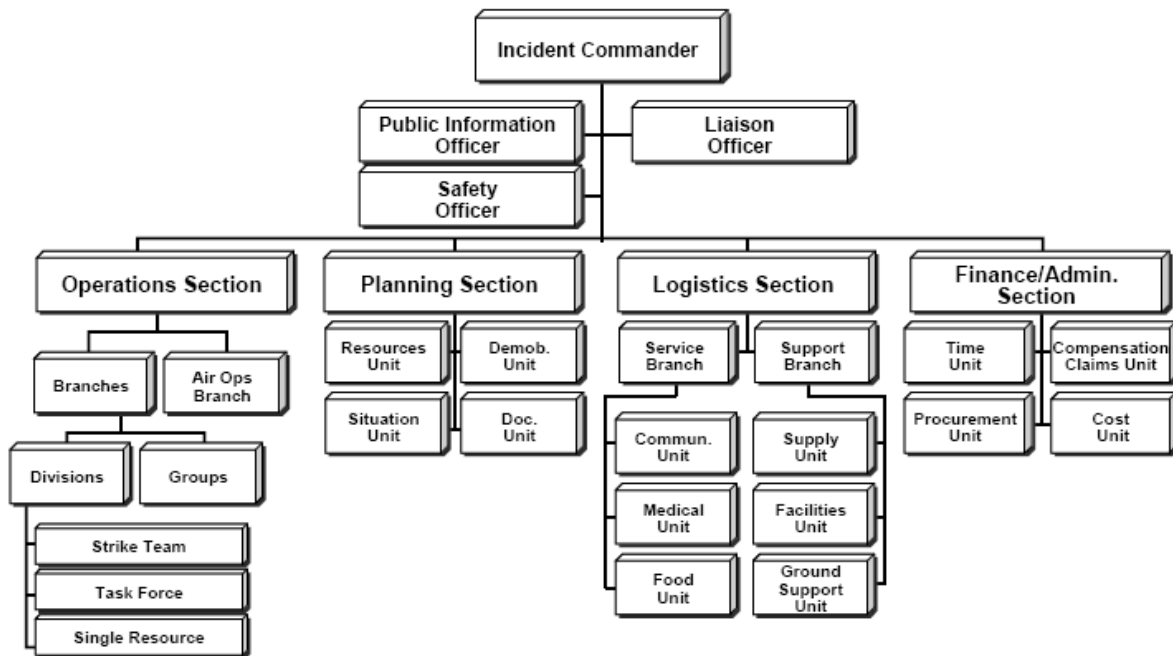 Incident Commander
Public Information
Officer
Liaison
Officer
Safety
Officer
Operations Section
Planning Section
Logistics Section
Finance/Admin.
Section
Branches
Air Ops
Branch
Divisions
Groups
Strike Team
Task Force
Single Resource
Resources
Unit
Demob.
Unit
Situation
Unit
Doc.
Unit
Service
Branch
Support
Branch
Commun.
Unit
Supply
Unit
Medical
Unit
Facilities
Unit
Food
Unit
Ground
Support
Unit
Time
Unit
Compensation
Claims Unit
Procurement
Unit
Cost
Unit